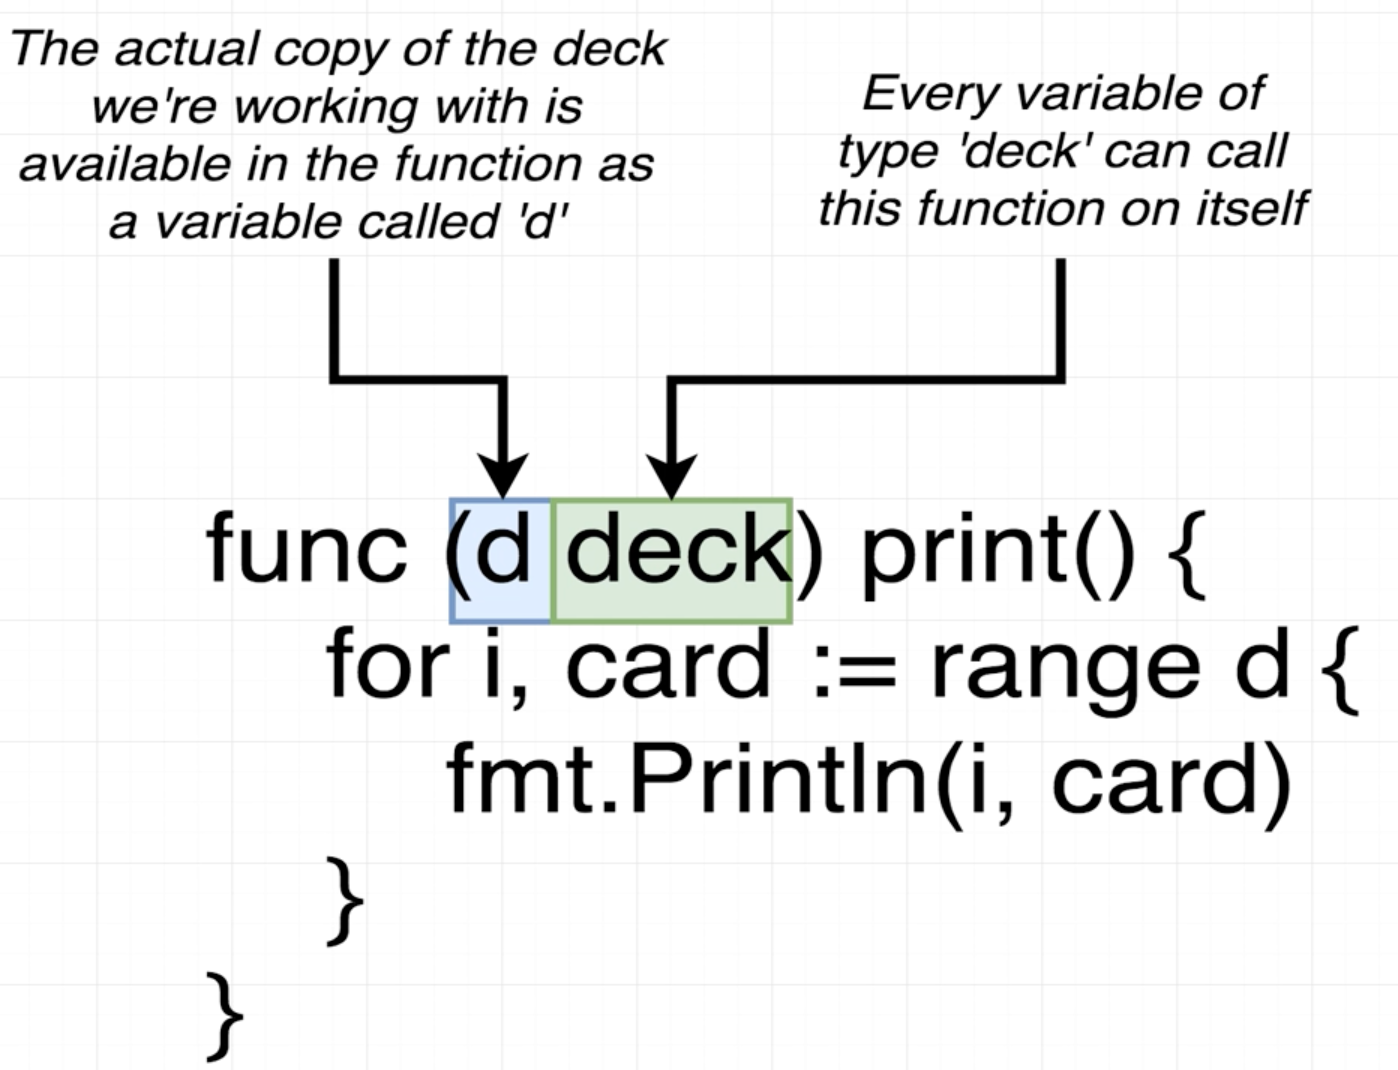 The actual copy of the deck
we're working with is
available in the function as
a variable called 'd'
Every variable of
type 'deck' can call
this function on itself
func (d deck) print() {
for i, card := range d {
fmt.Println(i, card)
}
}